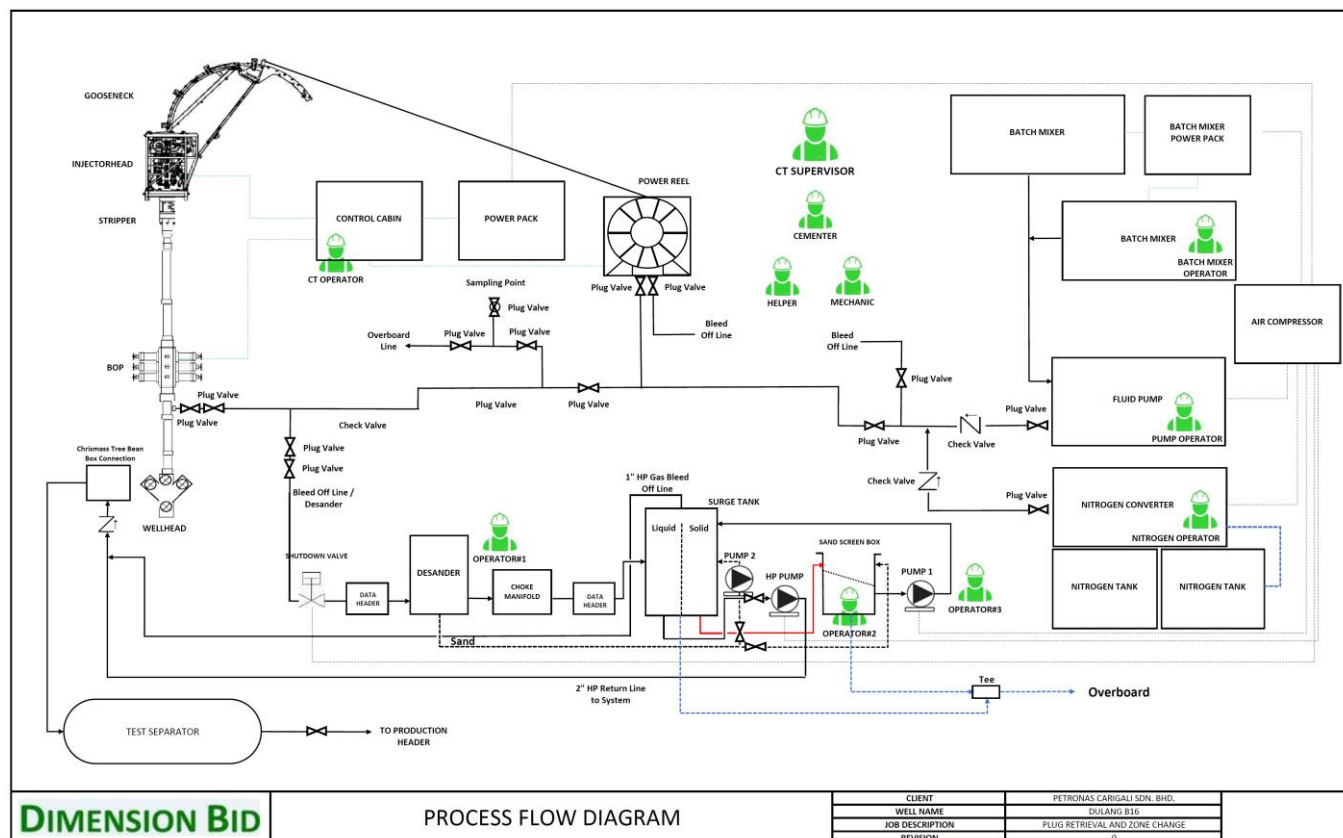 GOOSENECK
INJECTORHEAD
STRIPPER
BOP
Plug Valve
Plug Valve
Chrismass Tree Bean
Box Connection
WELLHEAD
CONTROL CABIN
CT OPERATOR
POWER PACK
POWER REEL
Plug Valve
Plug Valve
Bleed
Off Line
Sampling Point
Plug Valve
Plug Valve
Plug Valve
Overboard
Line
Check Valve
Plug Valve
Plug Valve
CT SUPERVISOR
CEMENTER
HELPER
MECHANIC
BATCH MIXER
BATCH MIXER
POWER PACK
BATCH MIXER
BATCH MIXER
OPERATOR
AIR COMPRESSOR
Bleed
Off Line
Plug Valve
Plug Valve
Check Valve
Plug Valve
FLUID PUMP
PUMP OPERATOR
Check Valve
Plug Valve
NITROGEN CONVERTER
NITROGEN OPERATOR
NITROGEN TANK
NITROGEN TANK
Plug Valve
Plug Valve
Bleed Off Line /
Desander
SHUTDOWN VALVE
DATA
HEADER
DESANDER
OPERATOR#1
CHOKE
MANIFOLD
DATA
HEADER
1" HP Gas Bleed
Off Line
SURGE TANK
Liquid
Solid
PUMP 2
HP PUMP
SAND SCREEN BOX
OPERATOR#2
PUMP 1
OPERATOR#3
Sand
2" HP Return Line
to System
Tee
Overboard
TEST SEPARATOR
TO PRODUCTION
HEADER
DIMENSION BID
PROCESS FLOW DIAGRAM
CLIENT PETRONAS CARIGALI SDN. BHD.
WELL NAME DULANG B16
JOB DESCRIPTION PLUG RETRIEVAL AND ZONE CHANGE
REVISION 0